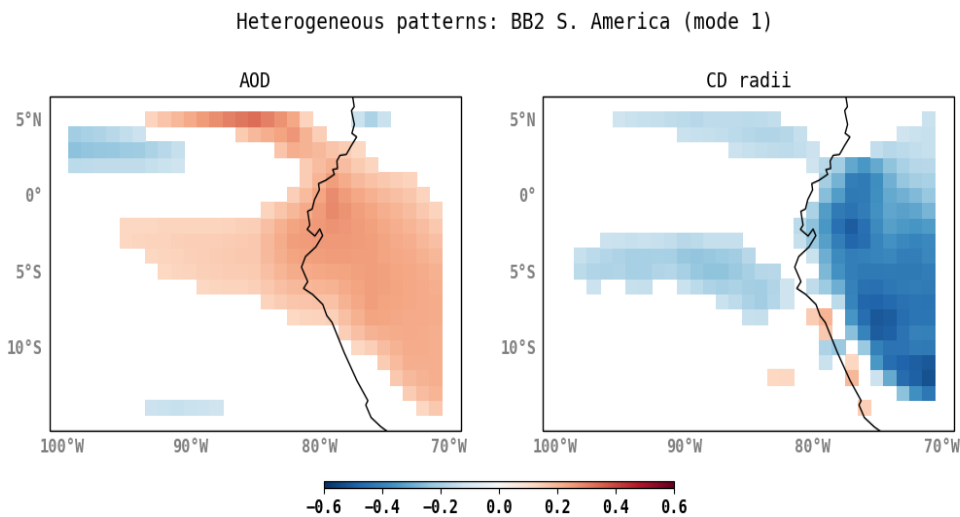 Heterogeneous patterns: BB2 S. America (mode 1)
AOD
CD radii
5°N
0°
5°S
10°S
100°W 90°W 80°W 70°W
5°N
0°
5°S
10°S
100°W 90°W 80°W 70°W
−0.6 −0.4 −0.2 0.0 0.2 0.4 0.6